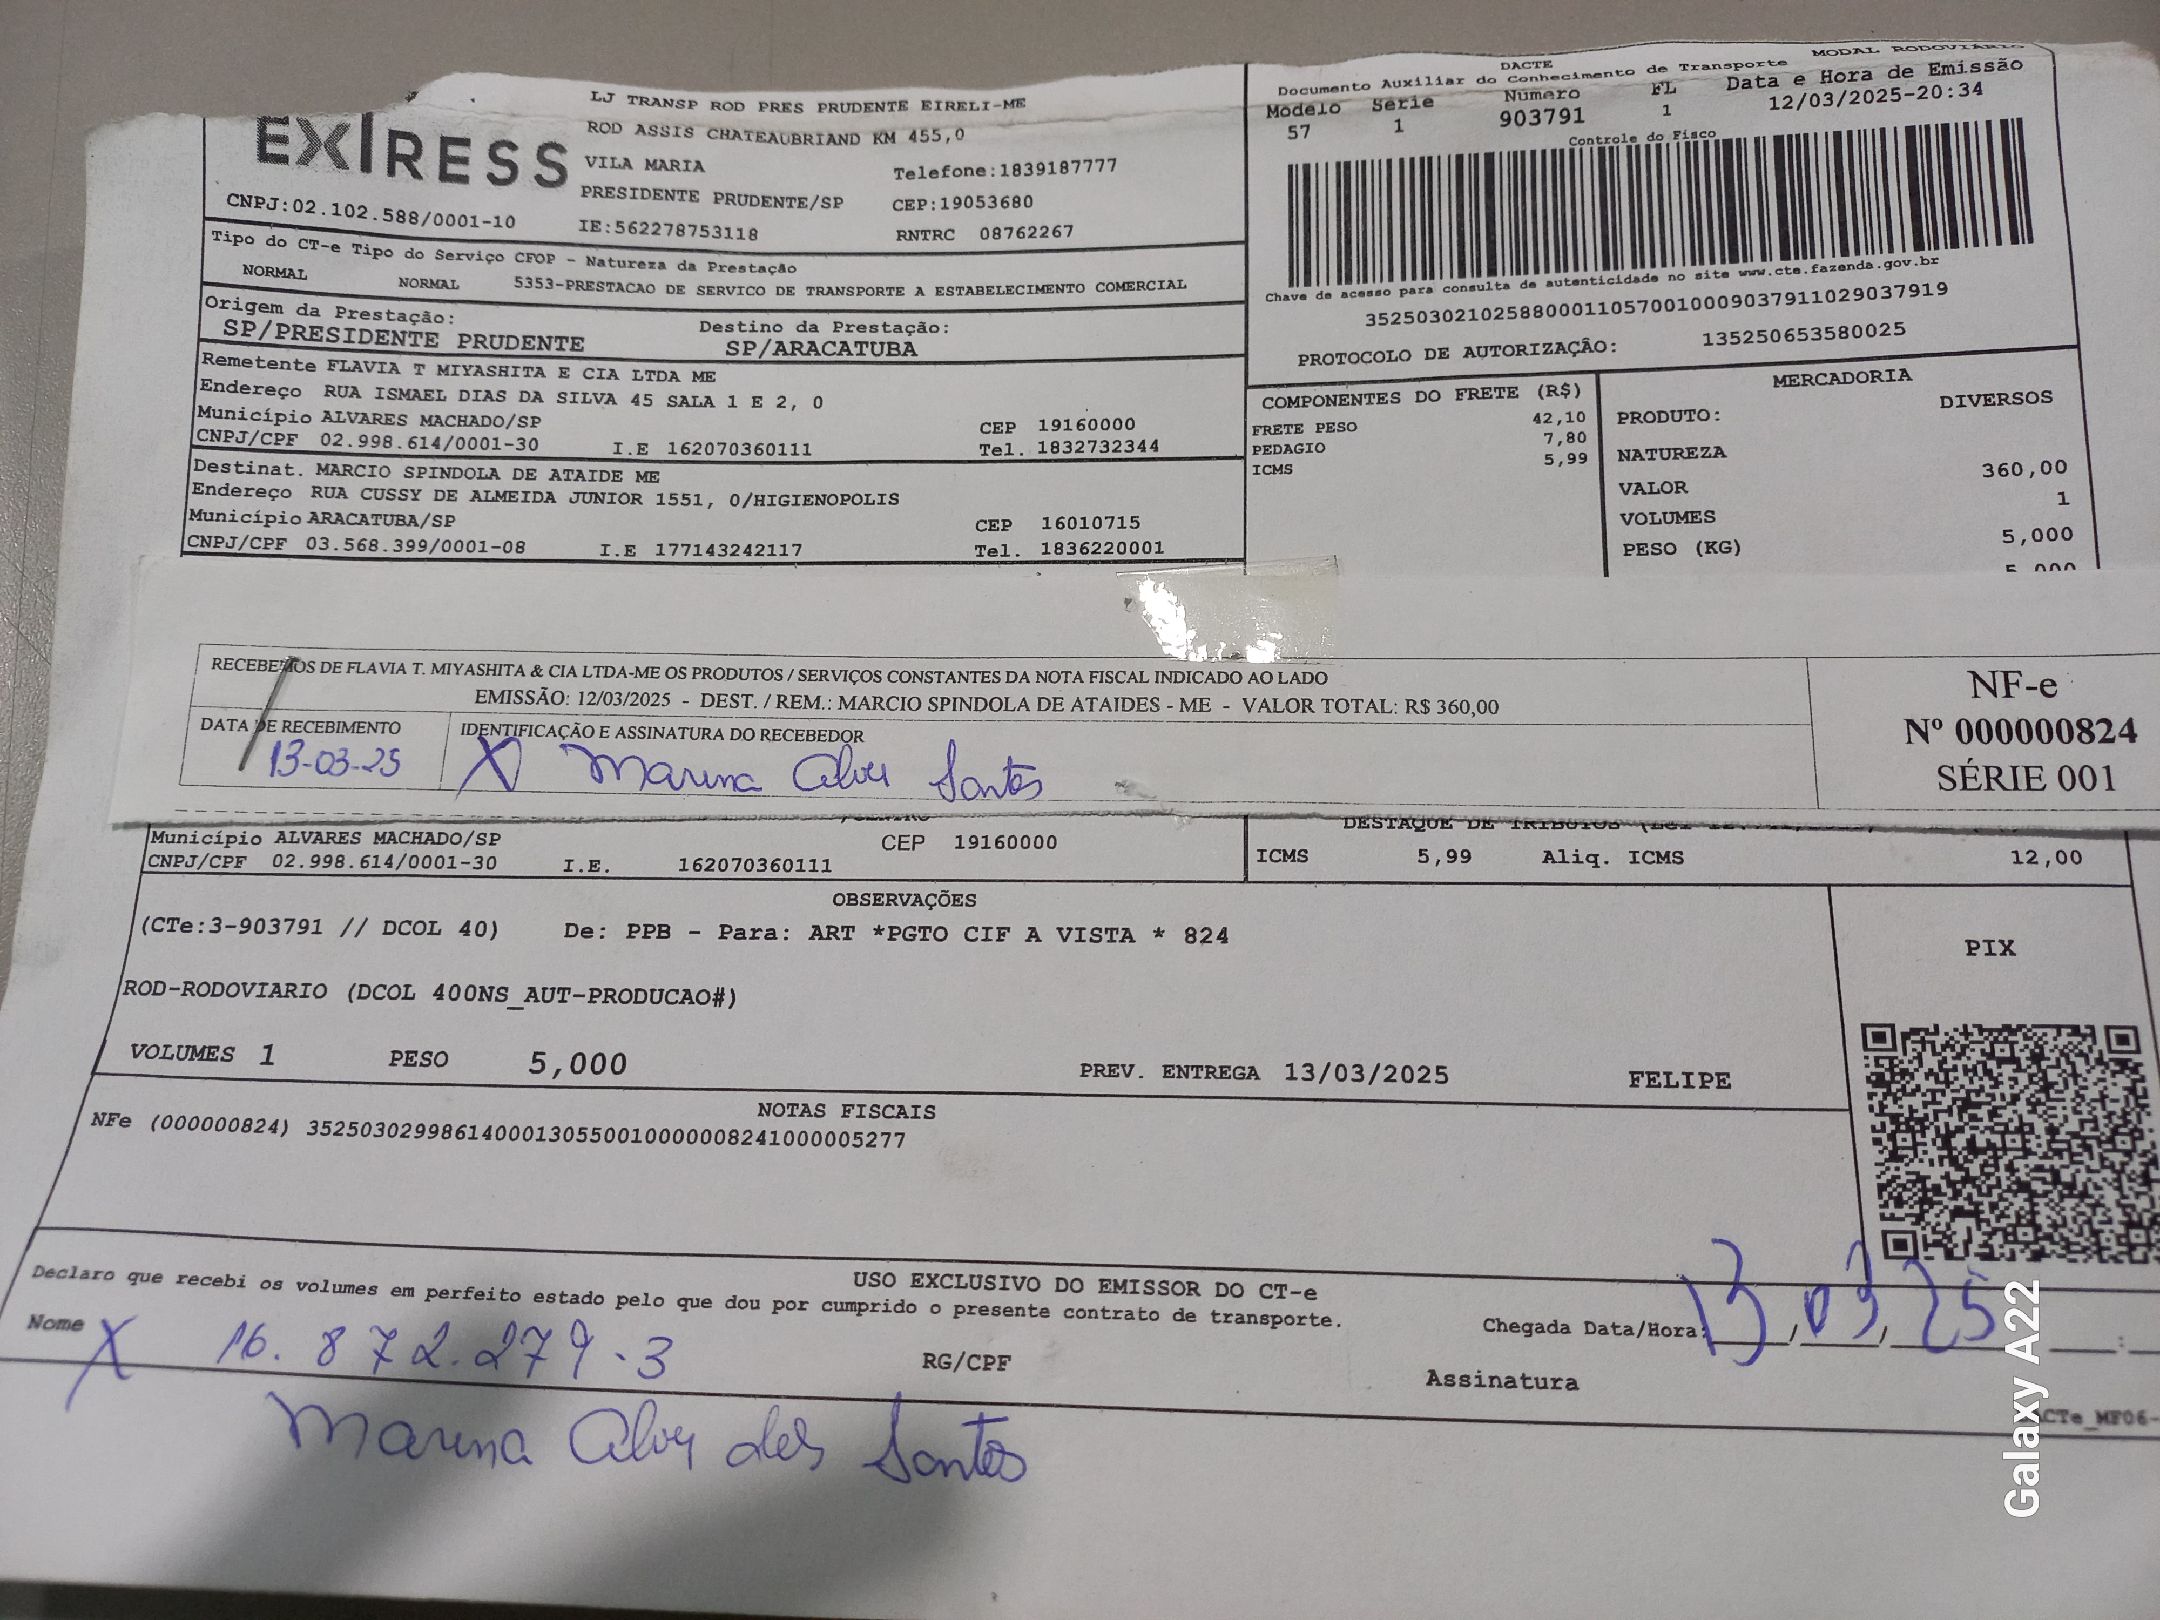 EXPRESS
CNPJ:02.102.588/0001-10
LJ TRANSP ROD PRES PRUDENTE EIRELI-ME
ROD ASSIS CHATEAUBRIAND KM 455,0
VILA MARIA Telefone:1839187777
PRESIDENTE PRUDENTE/SP CEP:19053680
IE:562278753118 RNTRC 08762267
MODAL RODOVIÁRIO
DACTE
Documento Auxiliar do Conhecimento de Transporte
Modelo Serie Numero FL Data e Hora de Emissão
57 1 903791 1 12/03/2025-20:34
Controle do Fisco
Chave de acesso para consulta de autenticidade no site www.cte.fazenda.gov.br
35250302102588000110570010009037911029037919
PROTOCOLO DE AUTORIZAÇÃO: 135250653580025
Tipo do CT-e Tipo do Serviço CFOP - Natureza da Prestação
NORMAL NORMAL 5353-PRESTACAO DE SERVICO DE TRANSPORTE A ESTABELECIMENTO COMERCIAL
Origem da Prestação: Destino da Prestação:
SP/PRESIDENTE PRUDENTE SP/ARACATUBA
Remetente FLAVIA T MIYASHITA E CIA LTDA ME
Endereço RUA ISMAEL DIAS DA SILVA 45 SALA 1 E 2, 0
Município ALVARES MACHADO/SP CEP 19160000
CNPJ/CPF 02.998.614/0001-30 I.E 162070360111 Tel. 1832732344
Destinat. MARCIO SPINDOLA DE ATAIDE ME
Endereço RUA CUSSY DE ALMEIDA JUNIOR 1551, 0/HIGIENOPOLIS
Município ARACATUBA/SP CEP 16010715
CNPJ/CPF 03.568.399/0001-08 I.E 177143242117 Tel. 1836220001
COMPONENTES DO FRETE (R$)
FRETE PESO 42,10
PEDAGIO 7,80
ICMS 5,99
MERCADORIA
PRODUTO: DIVERSOS
NATUREZA
VALOR 360,00
VOLUMES 1
PESO (KG) 5,000
5,000
RECEBEMOS DE FLAVIA T. MIYASHITA & CIA LTDA-ME OS PRODUTOS / SERVIÇOS CONSTANTES DA NOTA FISCAL INDICADO AO LADO
EMISSÃO: 12/03/2025 - DEST. / REM.: MARCIO SPINDOLA DE ATAIDES - ME - VALOR TOTAL: R$ 360,00
DATA DE RECEBIMENTO IDENTIFICAÇÃO E ASSINATURA DO RECEBEDOR
13-03-25 X Marina Alves Santos
NF-e
Nº 000000824
SÉRIE 001
Município ALVARES MACHADO/SP CEP 19160000
CNPJ/CPF 02.998.614/0001-30 I.E. 162070360111
DESTAQUE DE TRIBUTOS
ICMS 5,99 Aliq. ICMS 12,00
OBSERVAÇÕES
(CTe:3-903791 // DCOL 40) De: PPB - Para: ART *PGTO CIF A VISTA * 824
ROD-RODOVIARIO (DCOL 400NS_AUT-PRODUCAO#)
VOLUMES 1 PESO 5,000 PREV. ENTREGA 13/03/2025 FELIPE
PIX
NOTAS FISCAIS
NFe (000000824) 35250302998614000130550010000008241000005277
USO EXCLUSIVO DO EMISSOR DO CT-e
Declaro que recebi os volumes em perfeito estado pelo que dou por cumprido o presente contrato de transporte.
Nome X 16.872.279-3 RG/CPF
Chegada Data/Hora: 13/03/25 :
Assinatura
Marina Alves dos Santos
CTe_MF06-
Galaxy A22